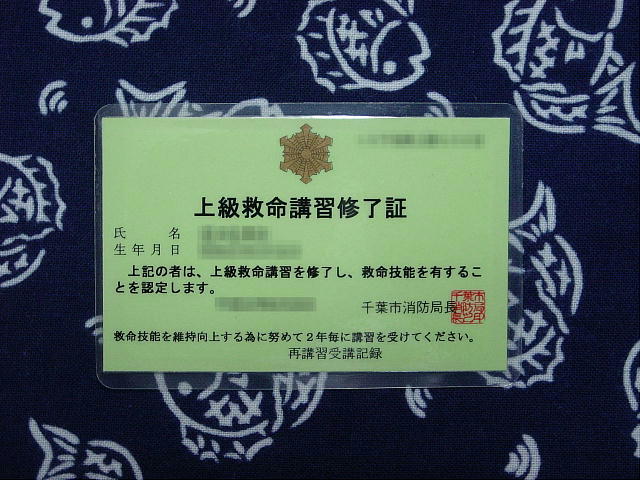 上級救命講習修了証
氏名
生年月日
上記の者は、上級救命講習を修了し、救命技能を有するこ
とを認定します。
千葉市消防局長
救命技能を維持向上する為に努めて２年毎に講習を受けてください。
再講習受講記録